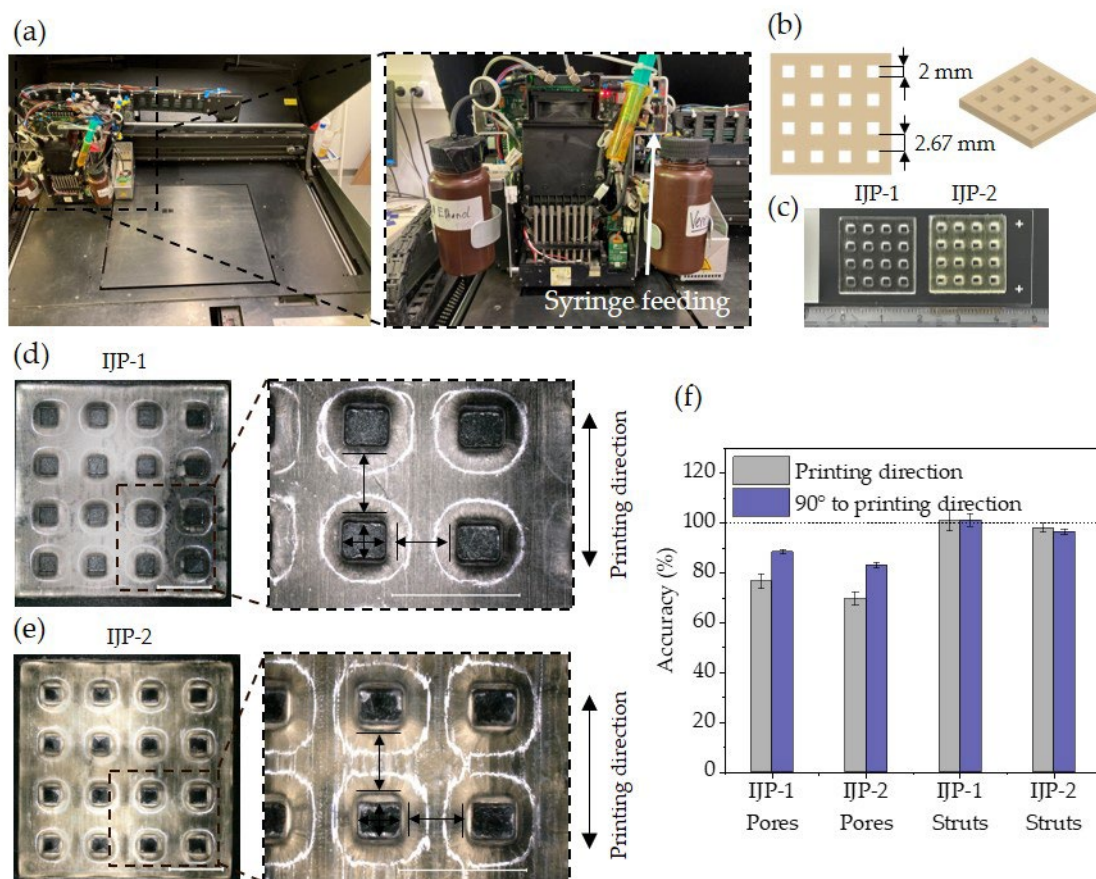 (a)
Ethanol
Syringe feeding
(b)
2 mm
2.67 mm
(c)
IJP-1
IJP-2
(d)
IJP-1
Printing direction
(e)
IJP-2
Printing direction
(f)
Printing direction
90° to printing direction
Accuracy (%)
120
100
80
60
40
20
0
IJP-1
Pores
IJP-2
Pores
IJP-1
Struts
IJP-2
Struts